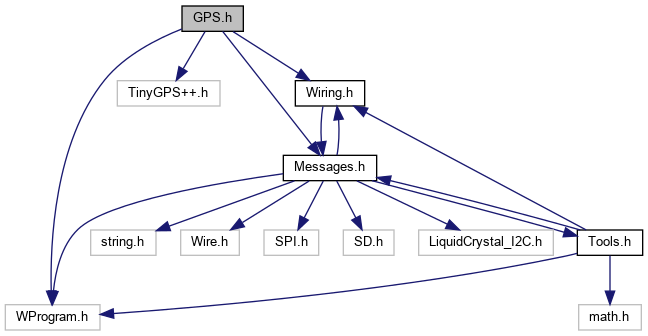 GPS.h
TinyGPS++.h
Wiring.h
Messages.h
string.h
Wire.h
SPI.h
SD.h
LiquidCrystal_I2C.h
Tools.h
WProgram.h
math.h